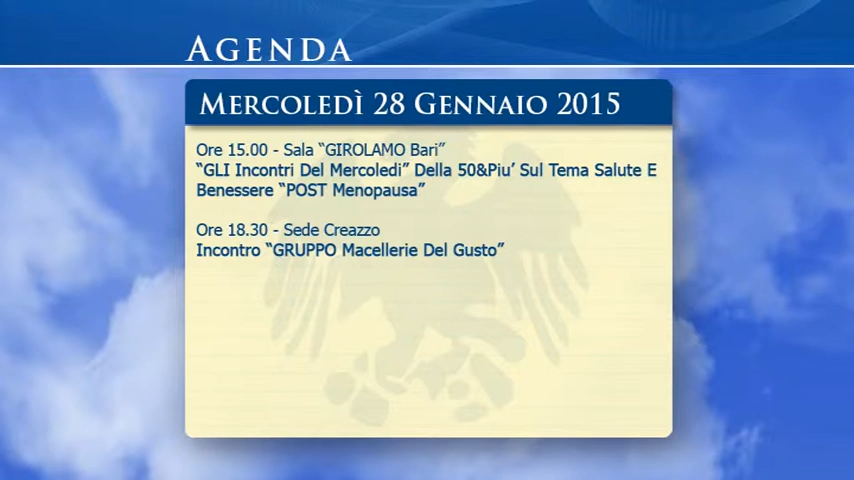 AGENDA
MERCOLEDÌ 28 GENNAIO 2015
Ore 15.00 - Sala “GIROLAMO Bari”
“GLI Incontri Del Mercoledi” Della 50&Piu’ Sul Tema Salute E
Benessere “POST Menopausa”
Ore 18.30 - Sede Creazzo
Incontro “GRUPPO Macellerie Del Gusto”